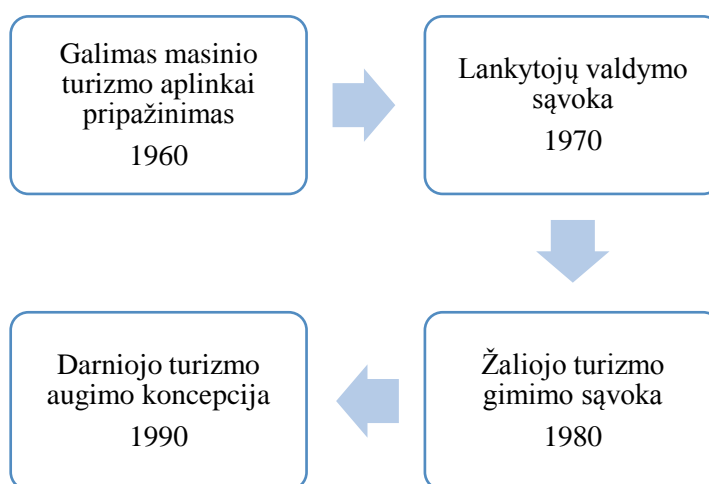 Galimas masinio
turizmo aplinkai
pripažinimas
1960
Lankytojų valdymo
sąvoka
1970
Žaliojo turizmo
gimimo sąvoka
1980
Darniojo turizmo
augimo koncepcija
1990